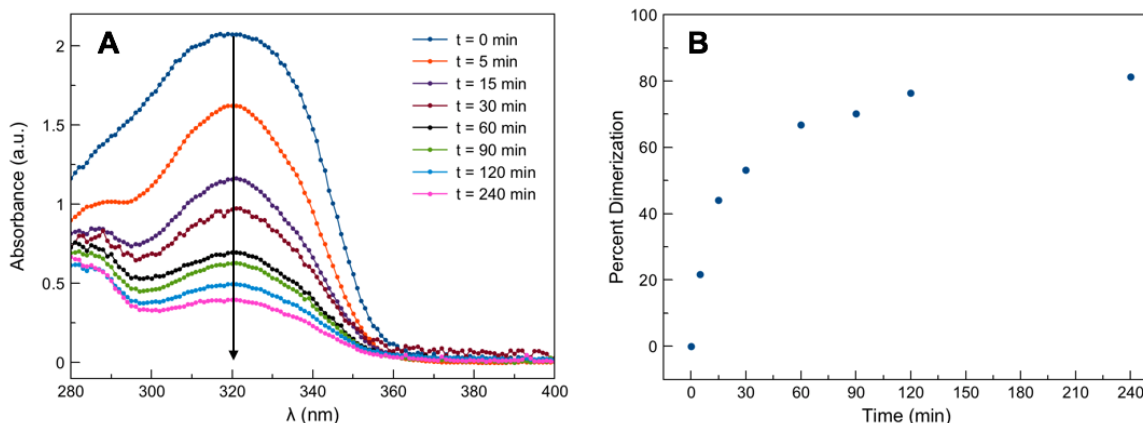 A
2
1.5
1
0.5
0
Absorbance (a.u.)
280 300 320 340 360 380 400
λ (nm)
t = 0 min
t = 5 min
t = 15 min
t = 30 min
t = 60 min
t = 90 min
t = 120 min
t = 240 min
B
100
80
60
40
20
0
Percent Dimerization
0 30 60 90 120 150 180 210 240
Time (min)